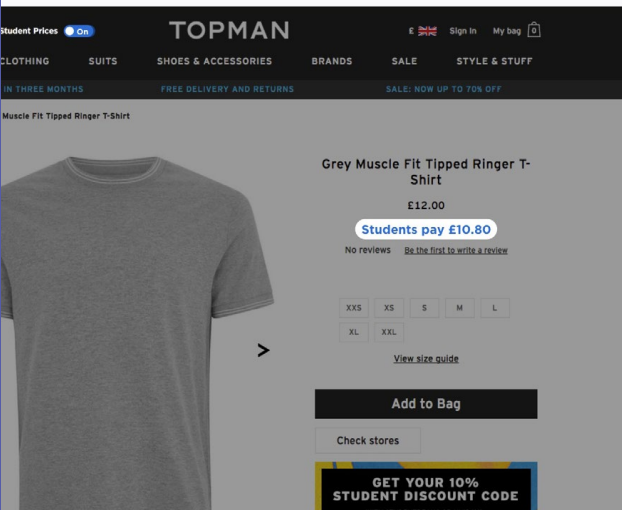 Student Prices On
TOPMAN
£ Sign In My bag 0
CLOTHING SUITS SHOES & ACCESSORIES BRANDS SALE STYLE & STUFF
IN THREE MONTHS FREE DELIVERY AND RETURNS SALE: NOW UP TO 70% OFF
Muscle Fit Tipped Ringer T-Shirt
Grey Muscle Fit Tipped Ringer T-
Shirt
£12.00
Students pay £10.80
No reviews Be the first to write a review
XXS XS S M L
XL XXL
View size guide
>
Add to Bag
Check stores
GET YOUR 10%
STUDENT DISCOUNT CODE